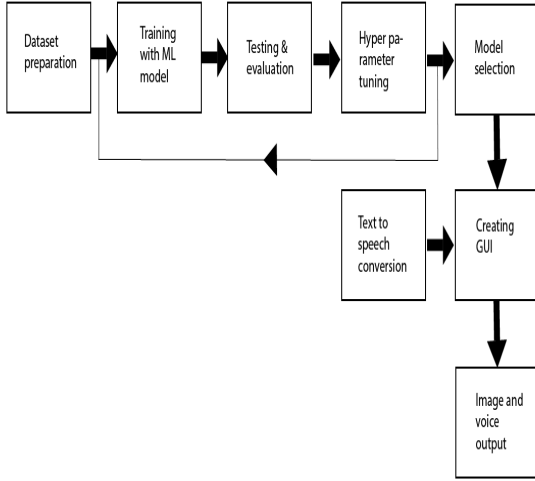 Dataset
preparation
Training
with ML
model
Testing &
evaluation
Hyper pa-
rameter
tuning
Model
selection
Text to
speech
conversion
Creating
GUI
Image and
voice
output